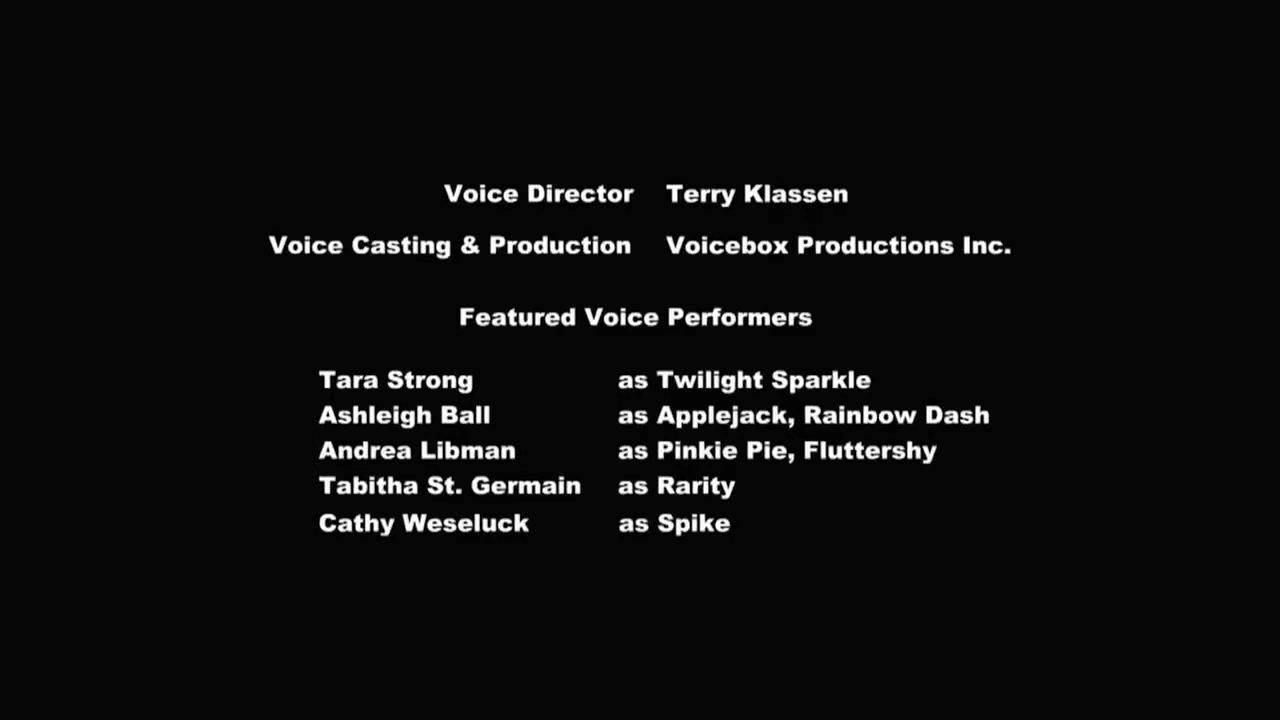 Voice Director Terry Klassen
Voice Casting & Production Voicebox Productions Inc.
Featured Voice Performers
Tara Strong as Twilight Sparkle
Ashleigh Ball as Applejack, Rainbow Dash
Andrea Libman as Pinkie Pie, Fluttershy
Tabitha St. Germain as Rarity
Cathy Weseluck as Spike